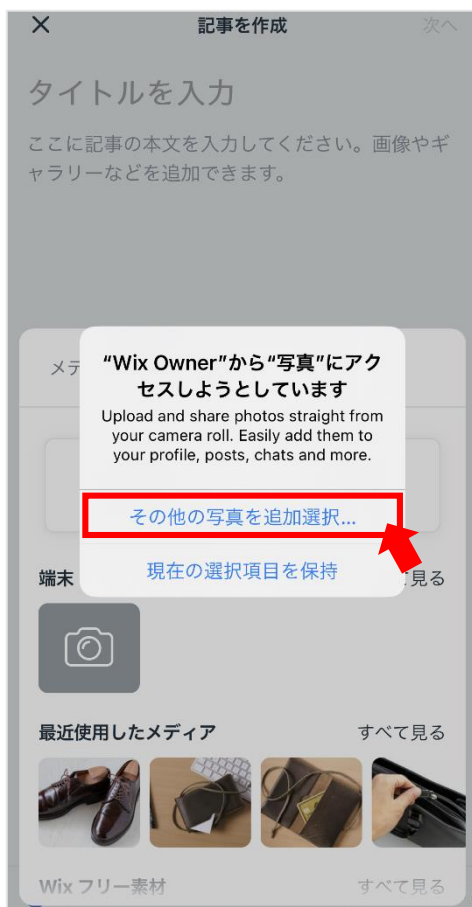 × 記事を作成 次へ
タイトルを入力
ここに記事の本文を入力してください。画像やギ
ャラリーなどを追加できます。
メデ
“Wix Owner”から“写真”にアク
セスしようとしています
Upload and share photos straight from
your camera roll. Easily add them to
your profile, posts, chats and more.
その他の写真を追加選択...
現在の選択項目を保持
端末 て見る
最近使用したメディア すべて見る
Wix フリー素材 すべて見る